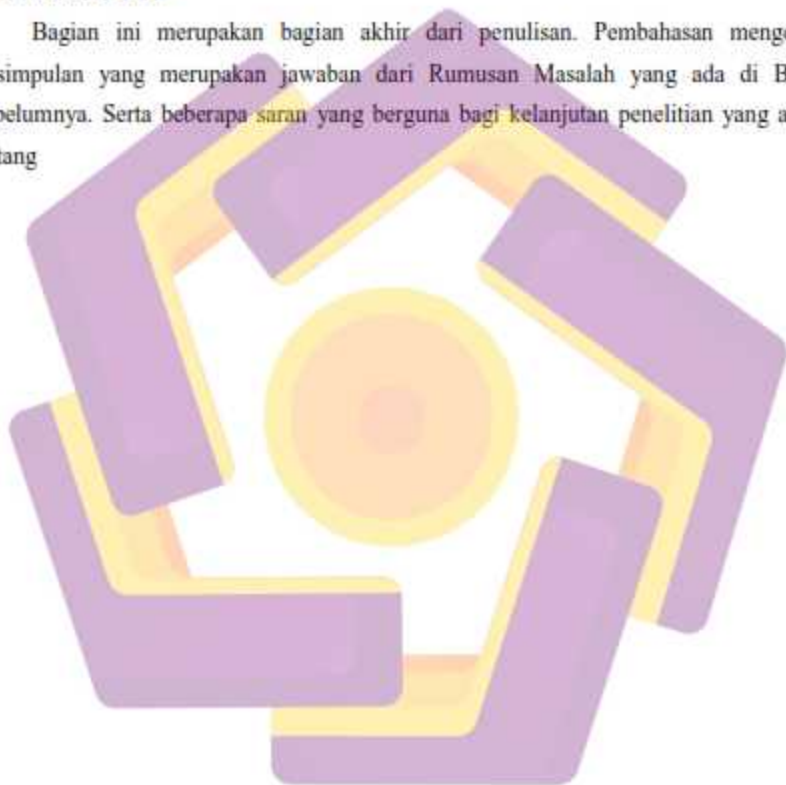 Bagian ini merupakan bagian akhir dari penulisan. Pembahasan menge
simpulan yang merupakan jawaban dari Rumusan Masalah yang ada di B
belumnya. Serta beberapa saran yang berguna bagi kelanjutan penelitian yang a
tang